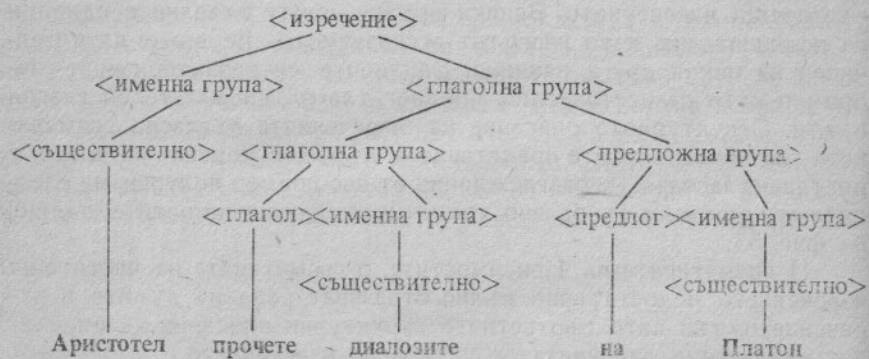 <изречение>
<именна група> <глаголна група>
<съществително> <глаголна група> <предложна група>
<глагол><именна група> <предлог><именна група>
<съществително> <съществително>
Аристотел прочете диалозите на Платон